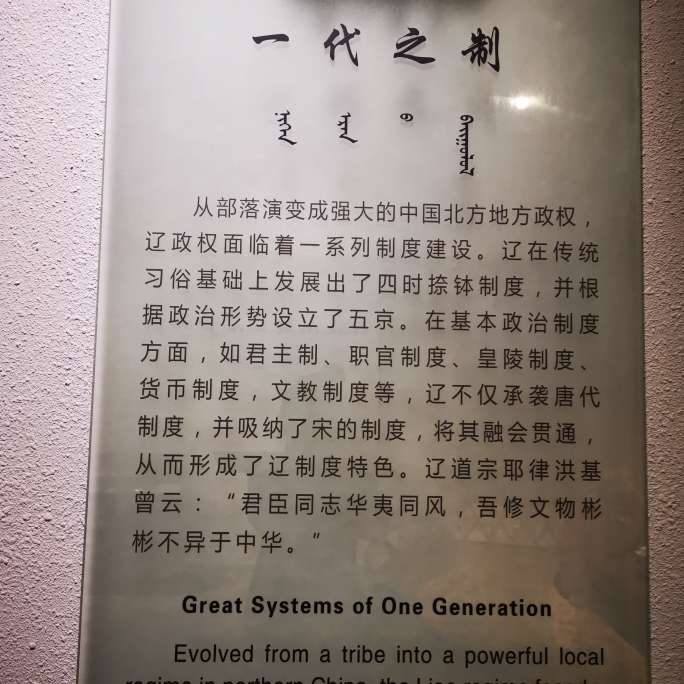 一代之制
从部落演变成强大的中国北方地方政权，
辽政权面临着一系列制度建设。辽在传统
习俗基础上发展出了四时捺钵制度，并根
据政治形势设立了五京。在基本政治制度
方面，如君主制、职官制度、皇陵制度、
货币制度，文教制度等，辽不仅承袭唐代
制度，并吸纳了宋的制度，将其融会贯通，
从而形成了辽制度特色。辽道宗耶律洪基
曾云：“君臣同志华夷同风，吾修文物彬
彬不异于中华。”
Great Systems of One Generation
Evolved from a tribe into a powerful local
regime in northern China, the Liao regime